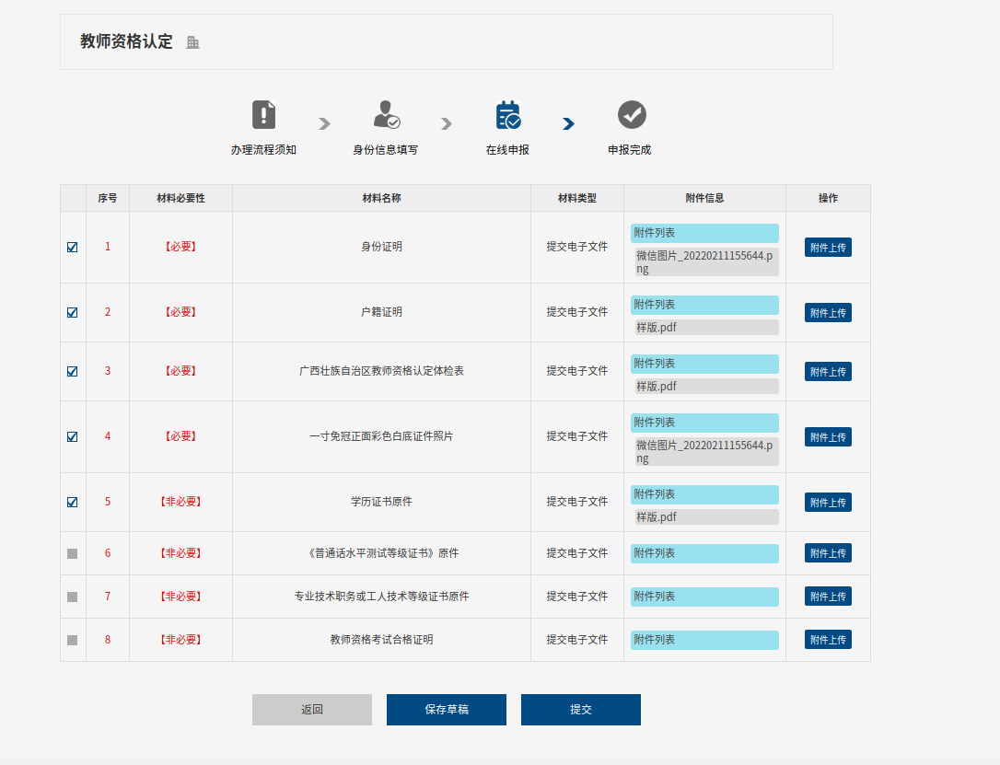 教师资格认定
办理流程须知 身份信息填写 在线申报 申报完成
序号 材料必要性 材料名称 材料类型 附件信息 操作
1 【必要】 身份证明 提交电子文件 附件列表 附件上传
微信图片_20220211155644.p
ng
2 【必要】 户籍证明 提交电子文件 附件列表 附件上传
样版.pdf
3 【必要】 广西壮族自治区教师资格认定体检表 提交电子文件 附件列表 附件上传
样版.pdf
4 【必要】 一寸免冠正面彩色白底证件照片 提交电子文件 附件列表 附件上传
微信图片_20220211155644.p
ng
5 【非必要】 学历证书原件 提交电子文件 附件列表 附件上传
样版.pdf
6 【非必要】 《普通话水平测试等级证书》原件 提交电子文件 附件列表 附件上传
7 【非必要】 专业技术职务或工人技术等级证书原件 提交电子文件 附件列表 附件上传
8 【非必要】 教师资格考试合格证明 提交电子文件 附件列表 附件上传
返回 保存草稿 提交